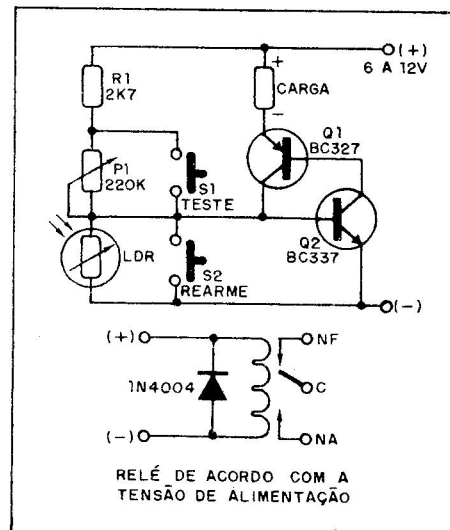 (+)
6 A 12V
+
R1
2K7
CARGA
-
Q1
BC327
P1
220K
S1
TESTE
LDR
Q2
BC337
S2
REARME
(-)
(+)
NF
1N4004
C
(-)
NA
RELÉ DE ACORDO COM A
TENSÃO DE ALIMENTAÇÃO